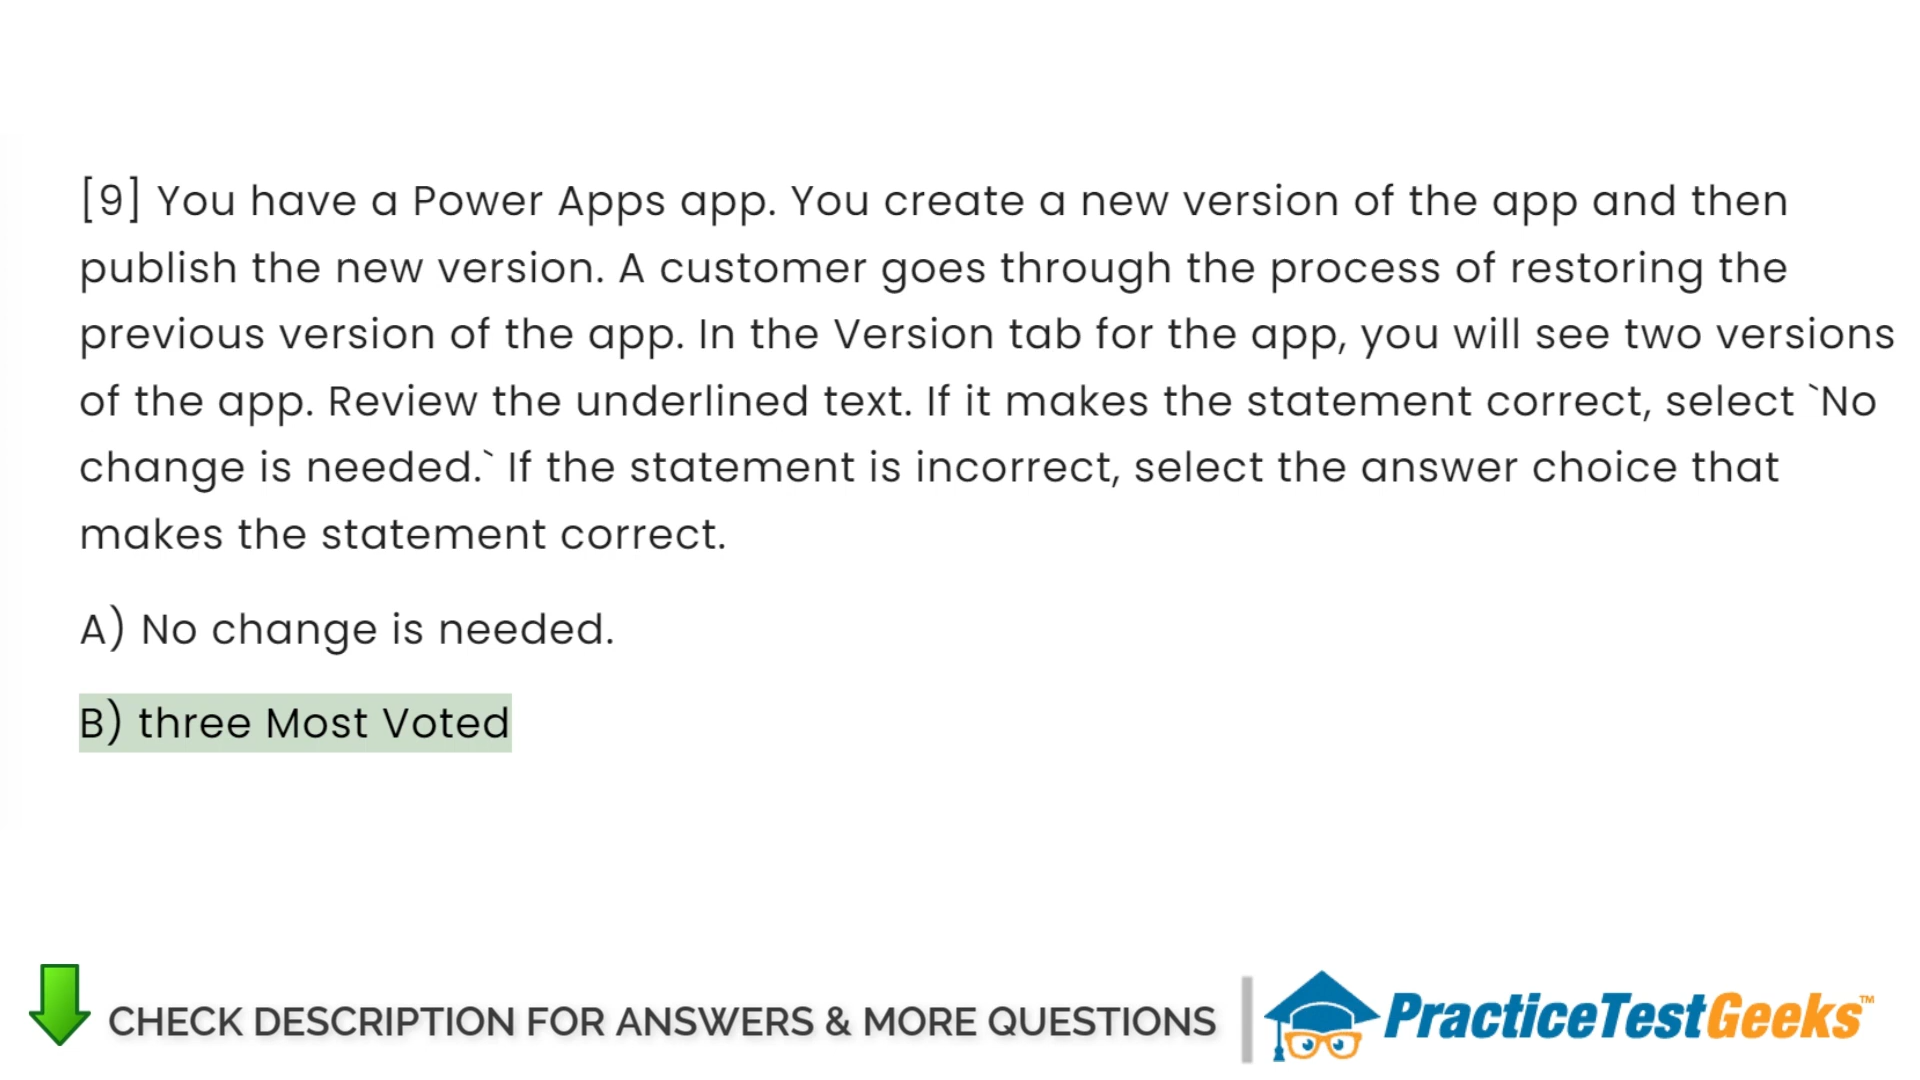 [9] You have a Power Apps app. You create a new version of the app and then
publish the new version. A customer goes through the process of restoring the
previous version of the app. In the Version tab for the app, you will see two versions
of the app. Review the underlined text. If it makes the statement correct, select `No
change is needed.` If the statement is incorrect, select the answer choice that
makes the statement correct.
A) No change is needed.
B) three Most Voted
CHECK DESCRIPTION FOR ANSWERS & MORE QUESTIONS
PracticeTestGeeks™